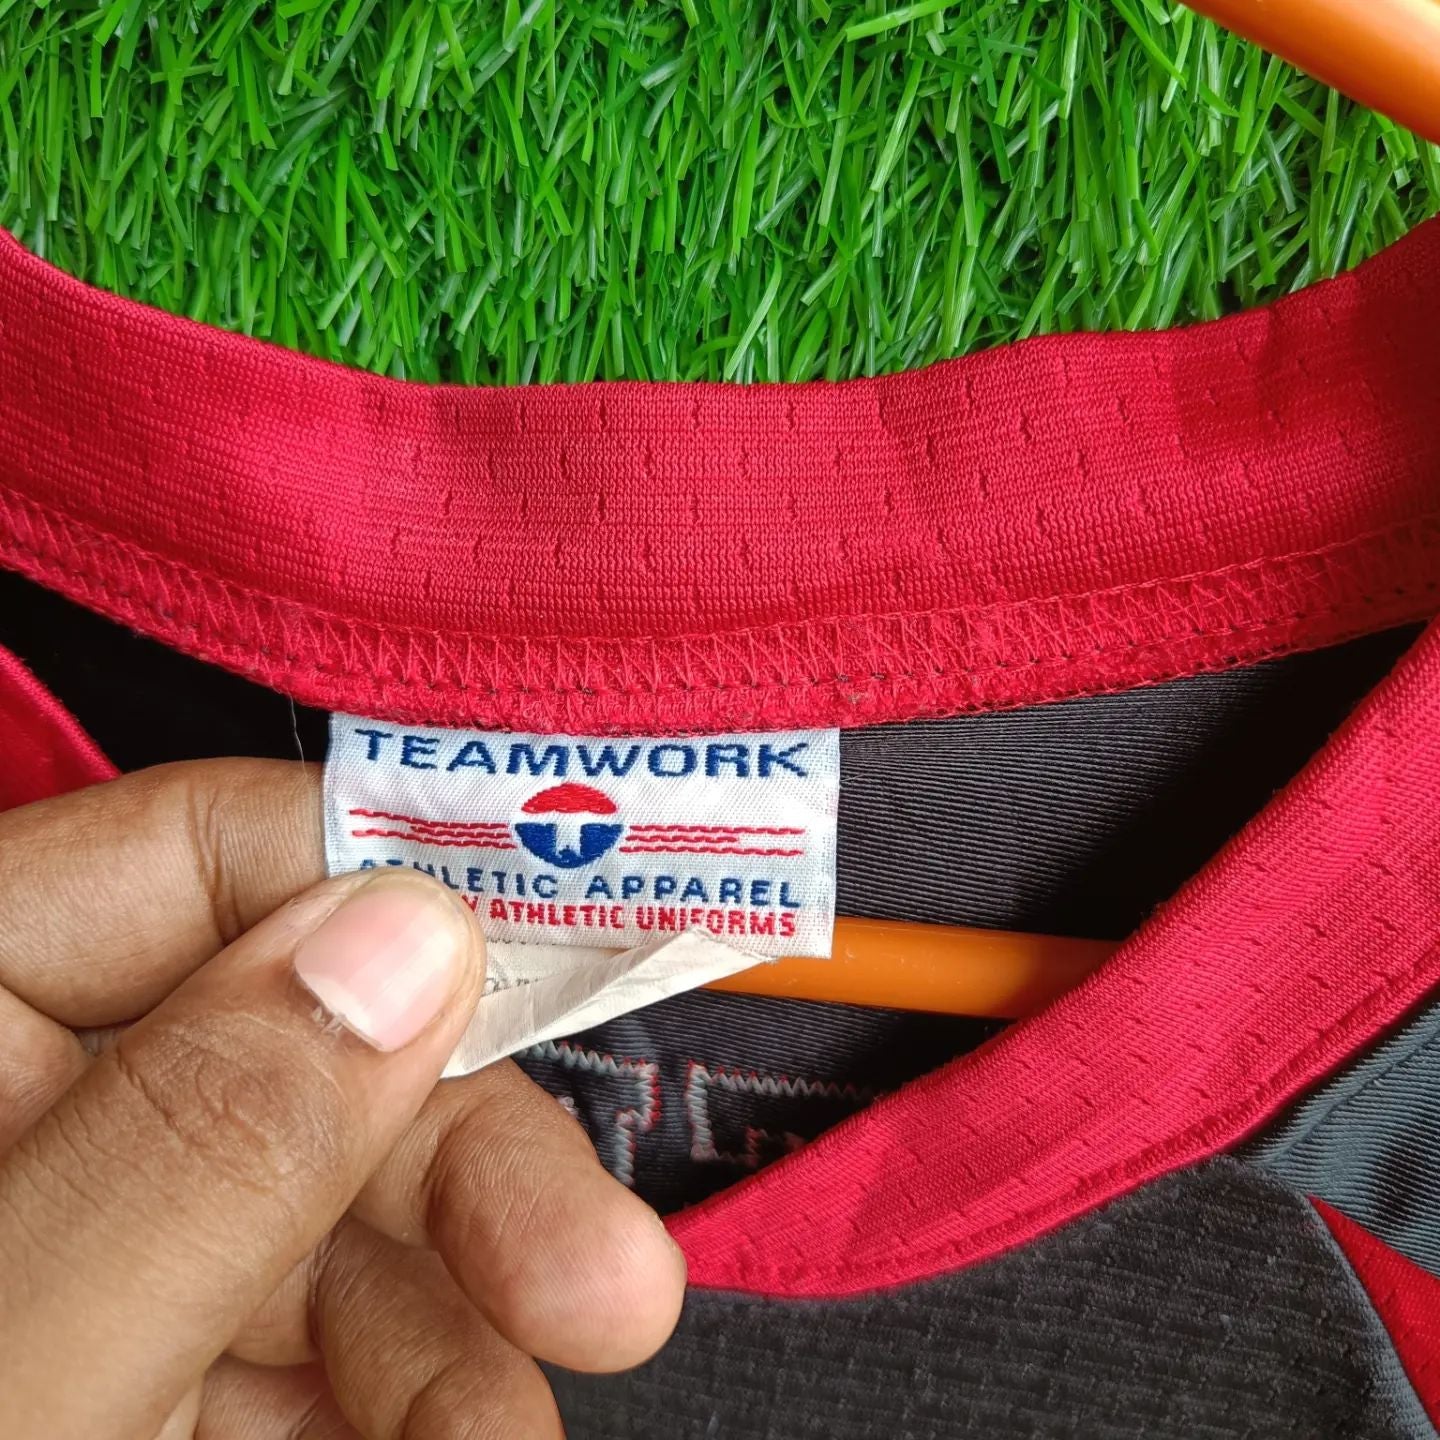 TEAMWORK
ATHLETIC APPAREL
ATHLETIC UNIFORMS